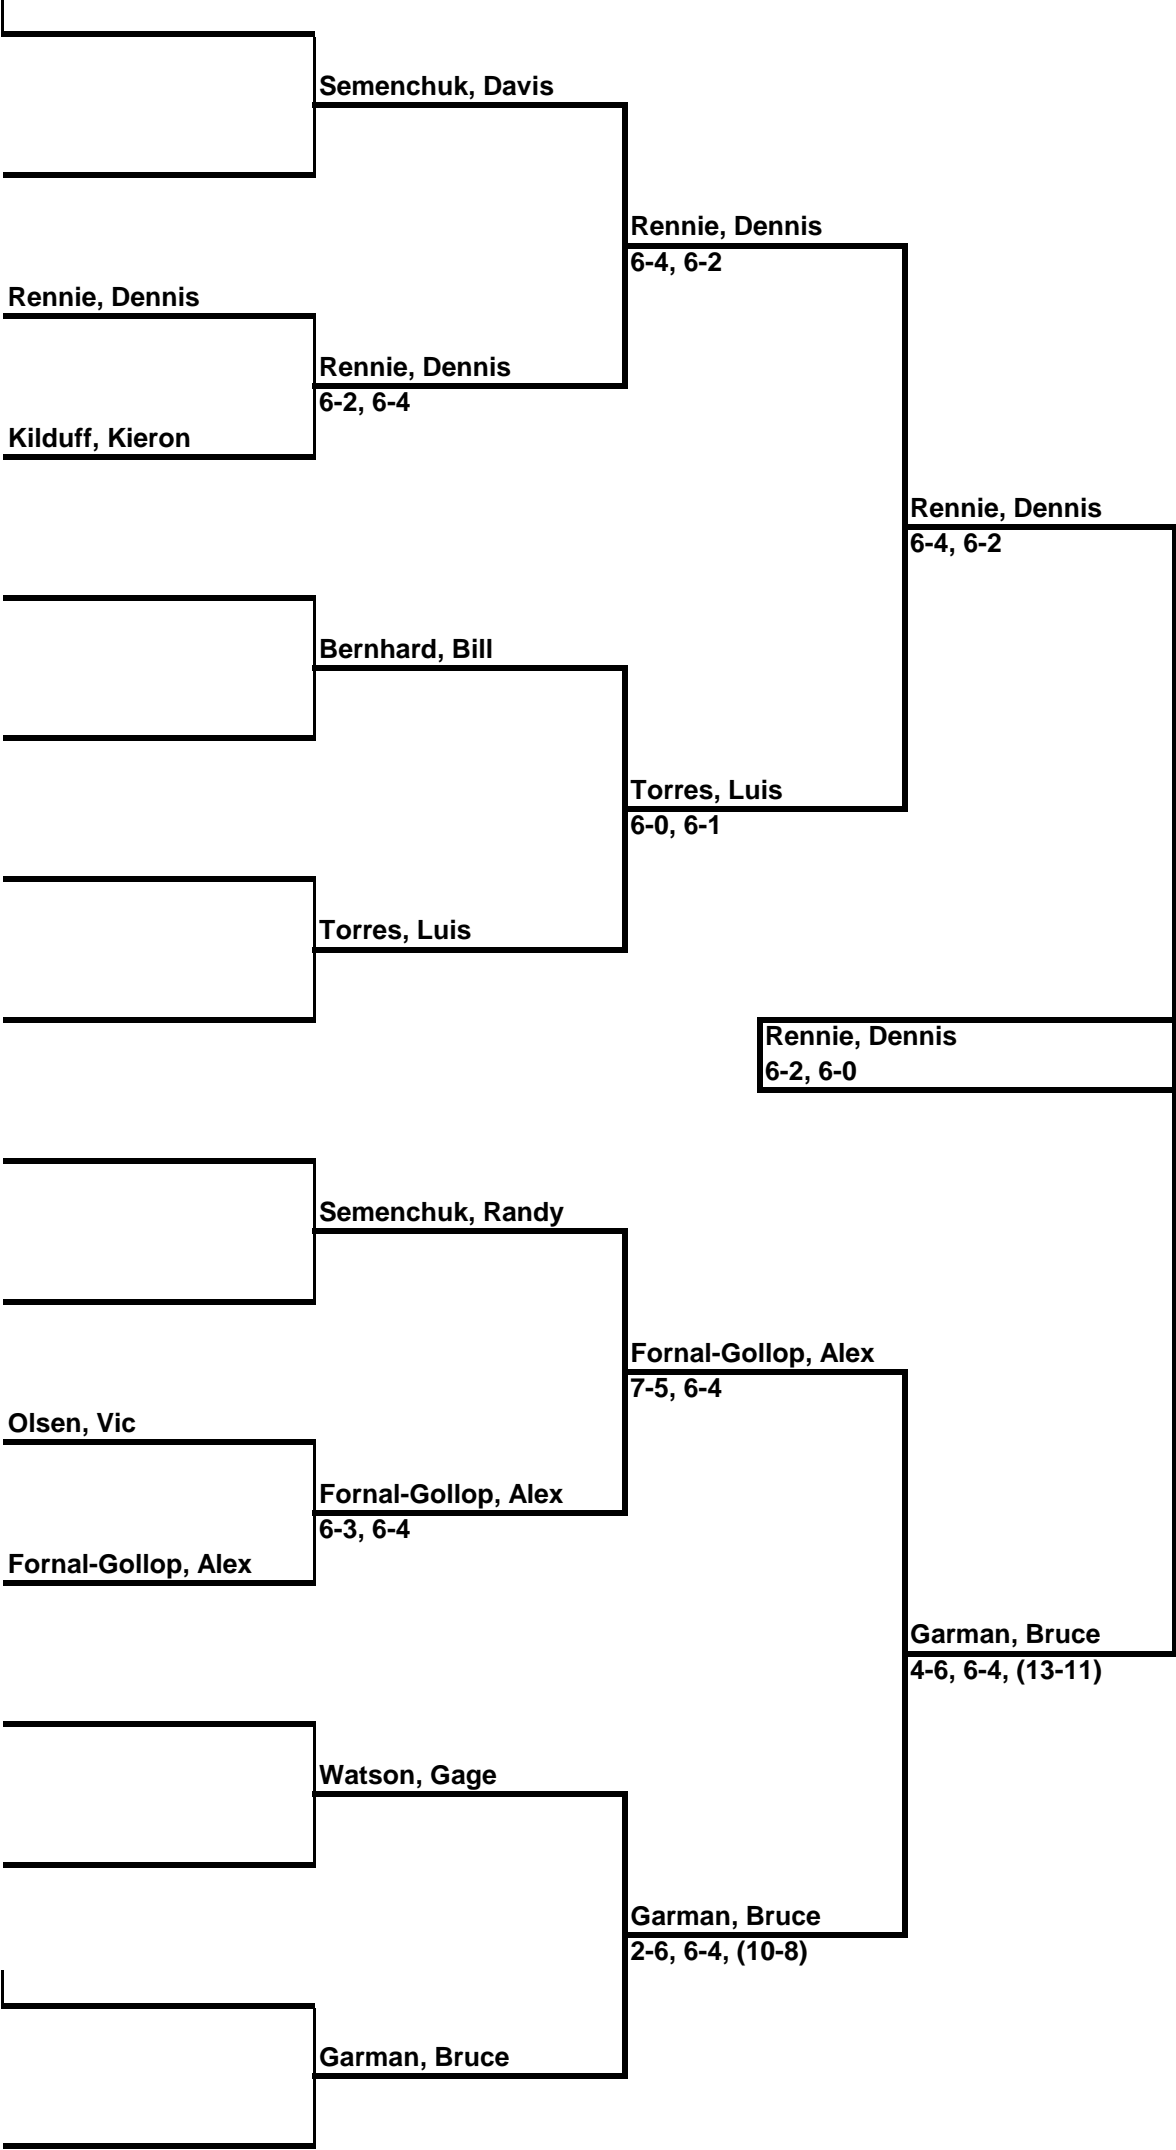 Semenchuk, Davis
Rennie, Dennis
6-4, 6-2
Rennie, Dennis
Rennie, Dennis
6-2, 6-4
Kilduff, Kieron
Rennie, Dennis
6-4, 6-2
Bernhard, Bill
Torres, Luis
6-0, 6-1
Torres, Luis
Rennie, Dennis
6-2, 6-0
Semenchuk, Randy
Fornal-Gollop, Alex
7-5, 6-4
Olsen, Vic
Fornal-Gollop, Alex
6-3, 6-4
Fornal-Gollop, Alex
Garman, Bruce
4-6, 6-4, (13-11)
Watson, Gage
Garman, Bruce
2-6, 6-4, (10-8)
Garman, Bruce